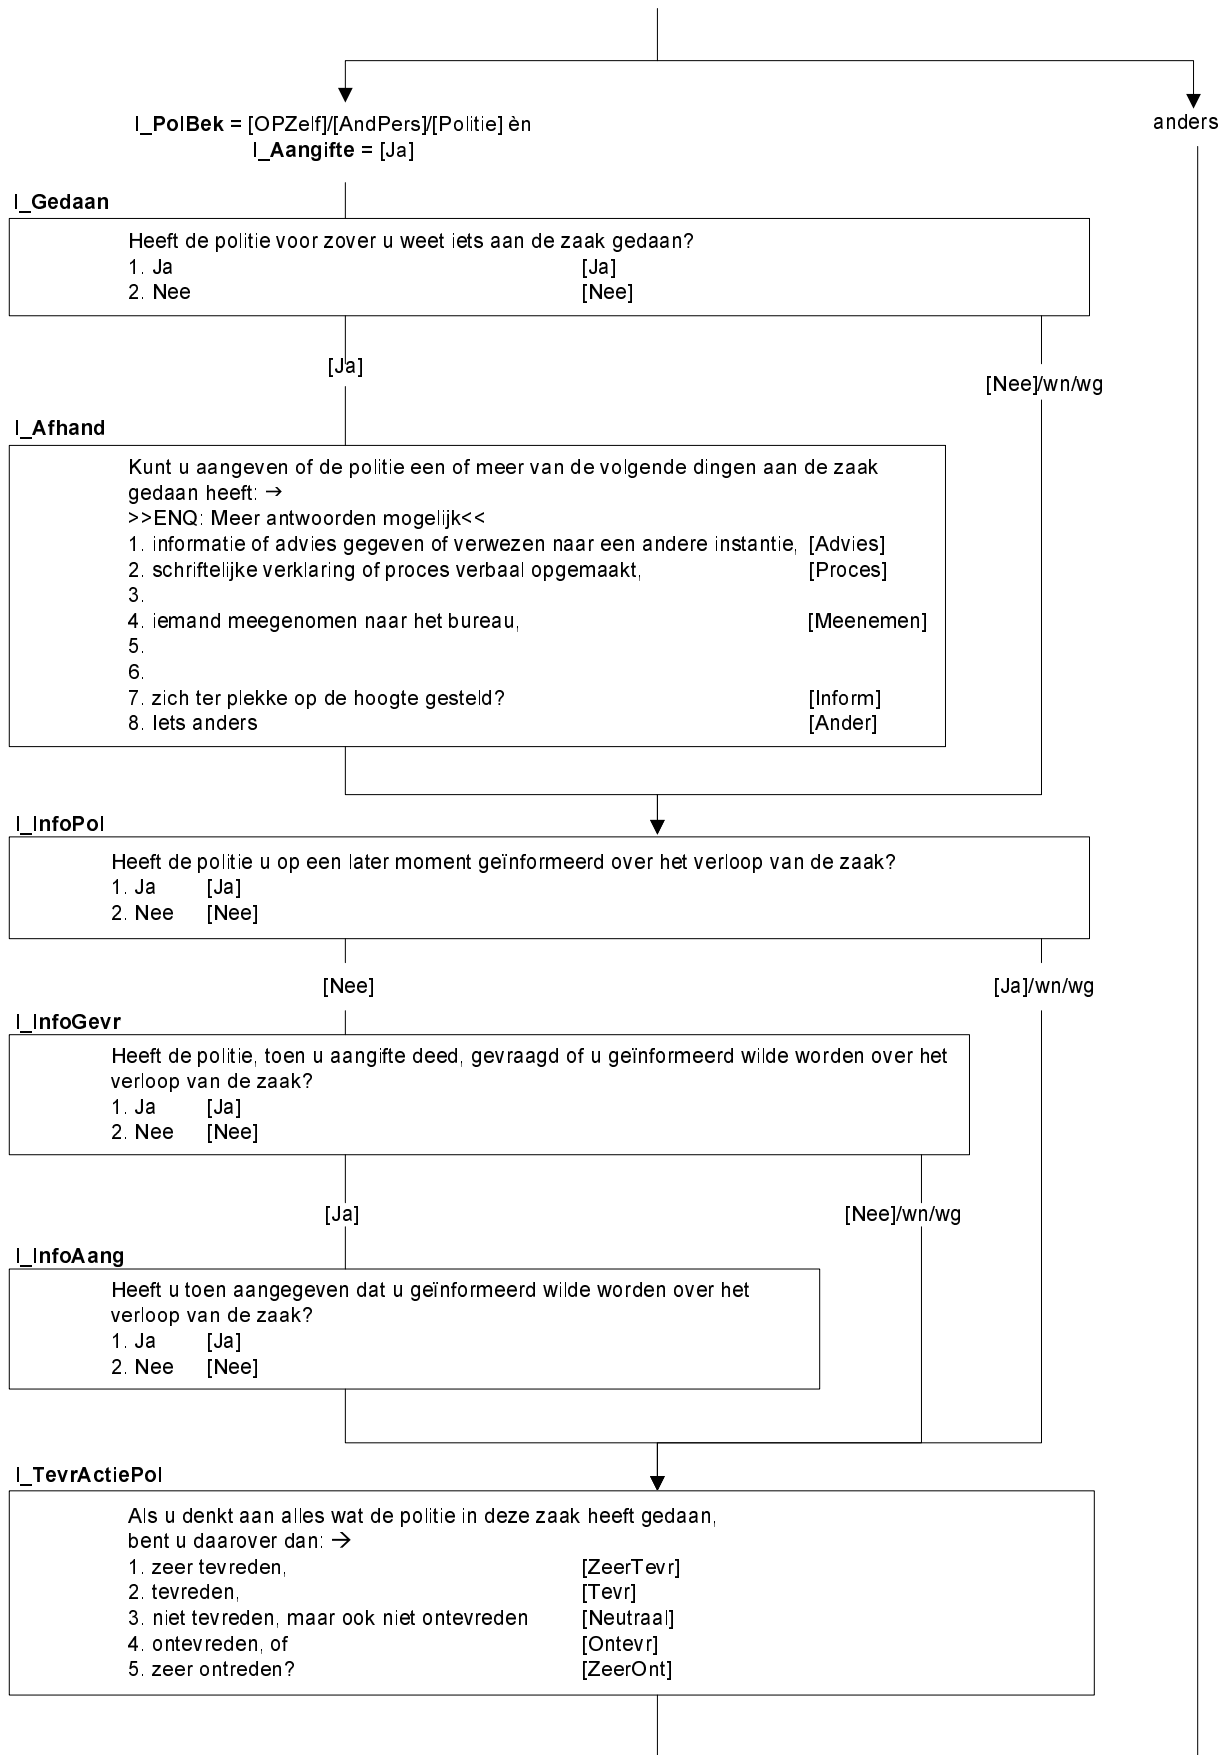 I_PolBek = [OPZelf]/[AndPers]/[Politie] èn
I_Aangifte = [Ja]
anders
I_Gedaan
Heeft de politie voor zover u weet iets aan de zaak gedaan?
1. Ja [Ja]
2. Nee [Nee]
[Ja]
[Nee]/wn/wg
I_Afhand
Kunt u aangeven of de politie een of meer van de volgende dingen aan de zaak
gedaan heeft: →
>>ENQ: Meer antwoorden mogelijk<<
1. informatie of advies gegeven of verwezen naar een andere instantie, [Advies]
2. schriftelijke verklaring of proces verbaal opgemaakt, [Proces]
3.
4. iemand meegenomen naar het bureau, [Meenemen]
5.
6.
7. zich ter plekke op de hoogte gesteld? [Inform]
8. Iets anders [Ander]
I_InfoPol
Heeft de politie u op een later moment geïnformeerd over het verloop van de zaak?
1. Ja [Ja]
2. Nee [Nee]
[Nee] [Ja]/wn/wg
I_InfoGevr
Heeft de politie, toen u aangifte deed, gevraagd of u geïnformeerd wilde worden over het
verloop van de zaak?
1. Ja [Ja]
2. Nee [Nee]
[Ja] [Nee]/wn/wg
I_InfoAang
Heeft u toen aangegeven dat u geïnformeerd wilde worden over het
verloop van de zaak?
1. Ja [Ja]
2. Nee [Nee]
I_TevrActiePol
Als u denkt aan alles wat de politie in deze zaak heeft gedaan,
bent u daarover dan: →
1. zeer tevreden, [ZeerTevr]
2. tevreden, [Tevr]
3. niet tevreden, maar ook niet ontevreden [Neutraal]
4. ontevreden, of [Ontevr]
5. zeer ontreden? [ZeerOnt]